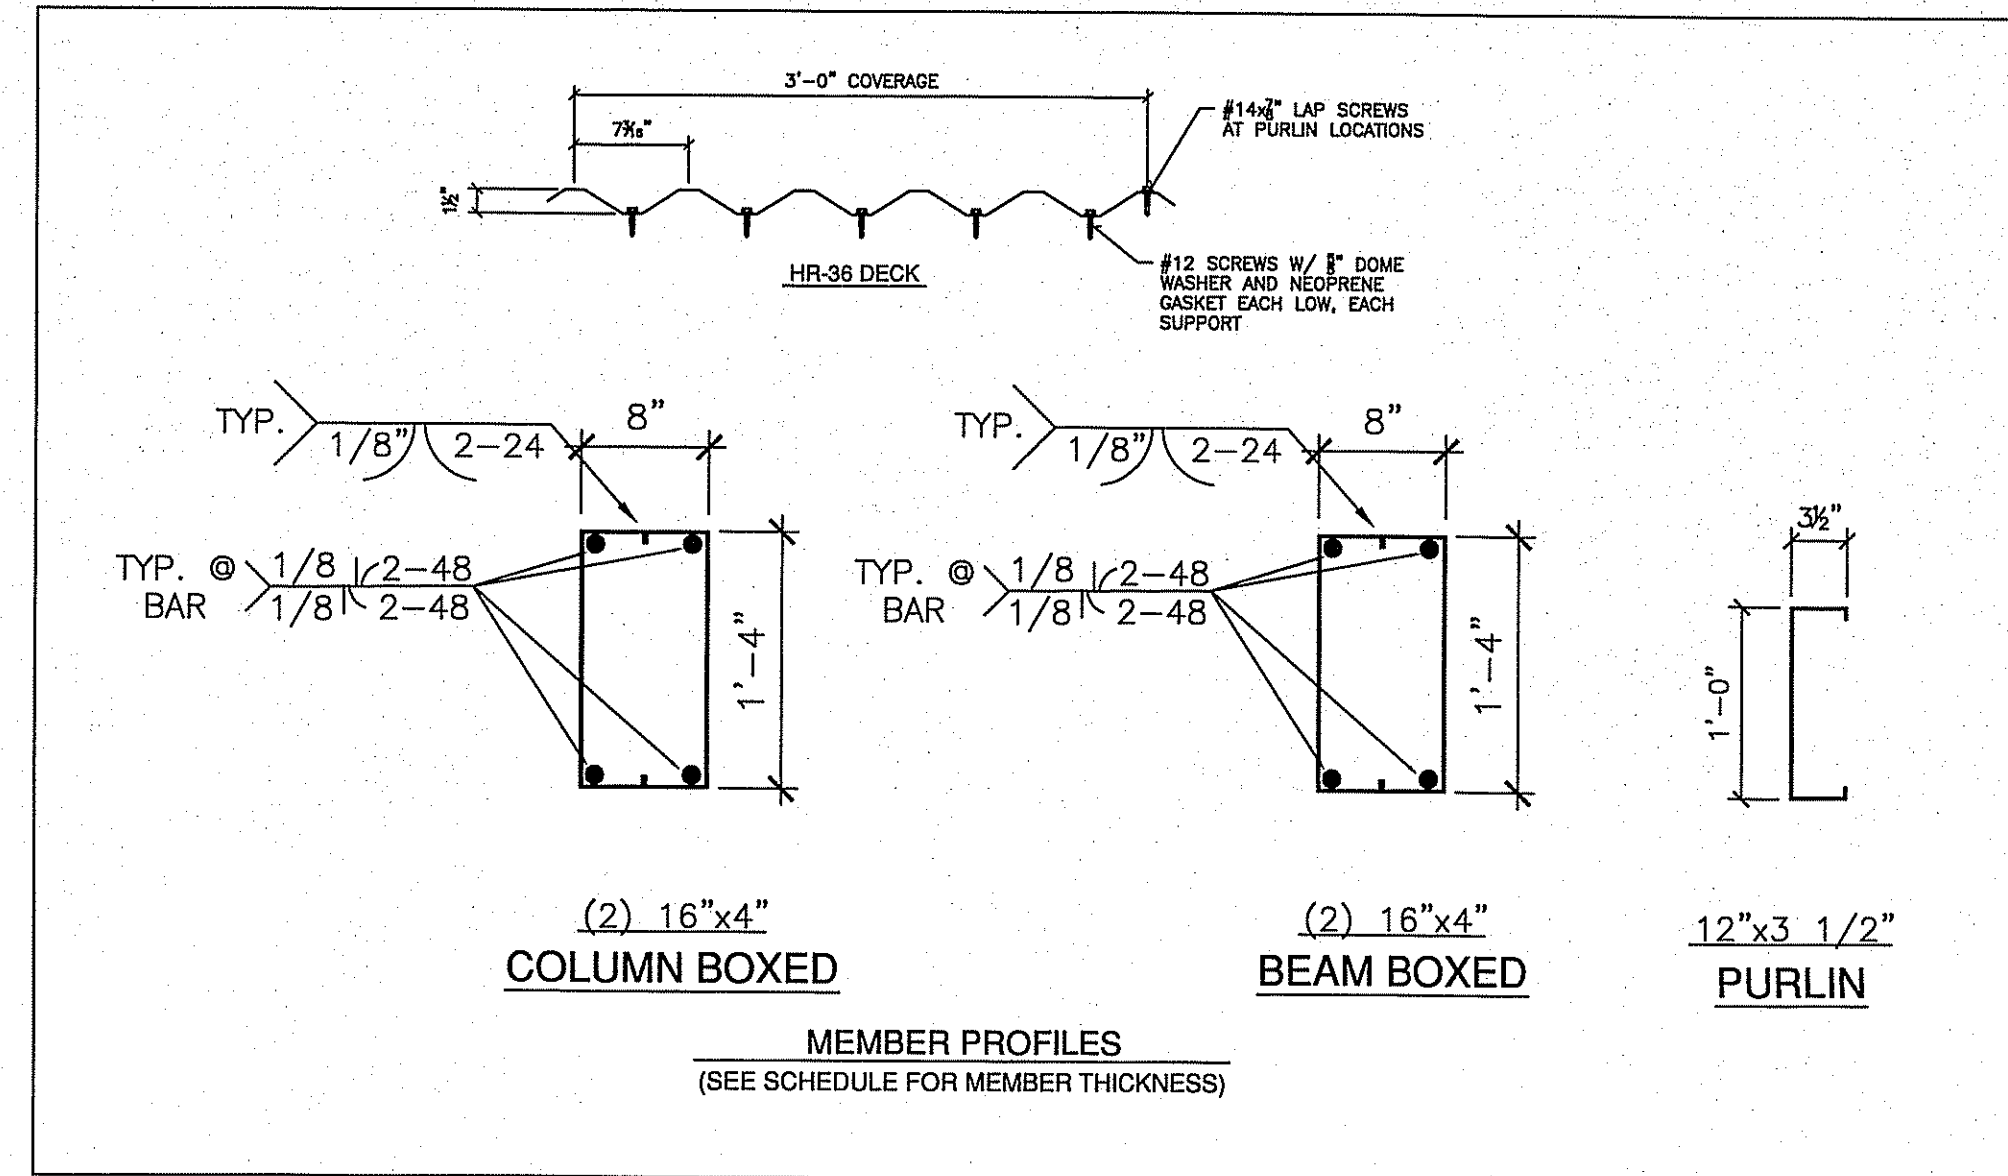 3'-0" COVERAGE
7 3/16"
1½"
#14x⅞" LAP SCREWS
AT PURLIN LOCATIONS
HR-36 DECK
#12 SCREWS W/ DOME
WASHER AND NEOPRENE
GASKET EACH LOW, EACH
SUPPORT
TYP.
1/8" 2-24
8"
TYP. @
BAR
1/8 2-48
1/8 2-48
1'-4"
(2) 16"x4"
COLUMN BOXED
TYP.
1/8" 2-24
8"
TYP. @
BAR
1/8 2-48
1/8 2-48
1'-4"
(2) 16"x4"
BEAM BOXED
3½"
1'-0"
12"x3 1/2"
PURLIN
MEMBER PROFILES
(SEE SCHEDULE FOR MEMBER THICKNESS)